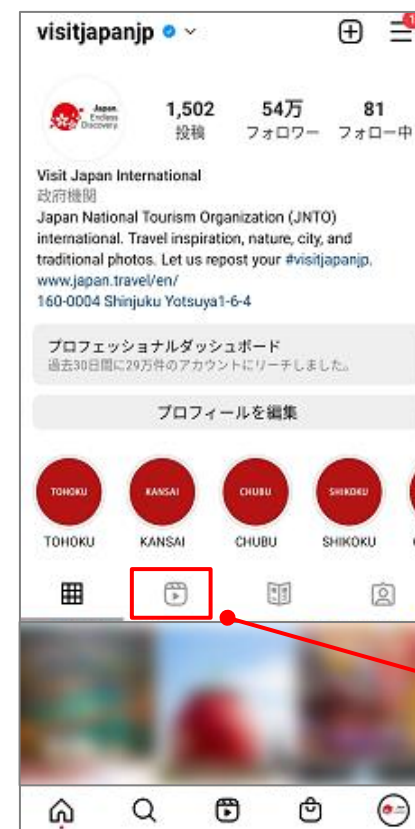 visitjapanjp
1
Japan.
Endless
Discovery.
1,502 54万 81
投稿 フォロワー フォロー中
Visit Japan International
政府機関
Japan National Tourism Organization (JNTO)
international. Travel inspiration, nature, city, and
traditional photos. Let us repost your #visitjapanjp.
www.japan.travel/en/
160-0004 Shinjuku Yotsuya1-6-4
プロフェッショナルダッシュボード
過去30日間に29万件のアカウントにリーチしました。
プロフィールを編集
TOHOKU KANSAI CHUBU SHIKOKU
TOHOKU KANSAI CHUBU SHIKOKU